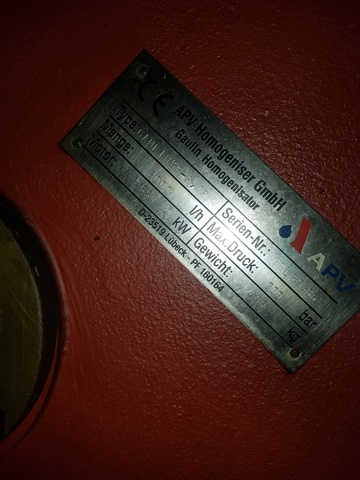 CE APV Homogeniser GmbH
Gaulin Homogenisator
Type:
Menge: l/h
Motor: kW
Serien-Nr.:
Max.Druck: bar
Gewicht: kg
D-23519 Lübeck - PF 160164
APV